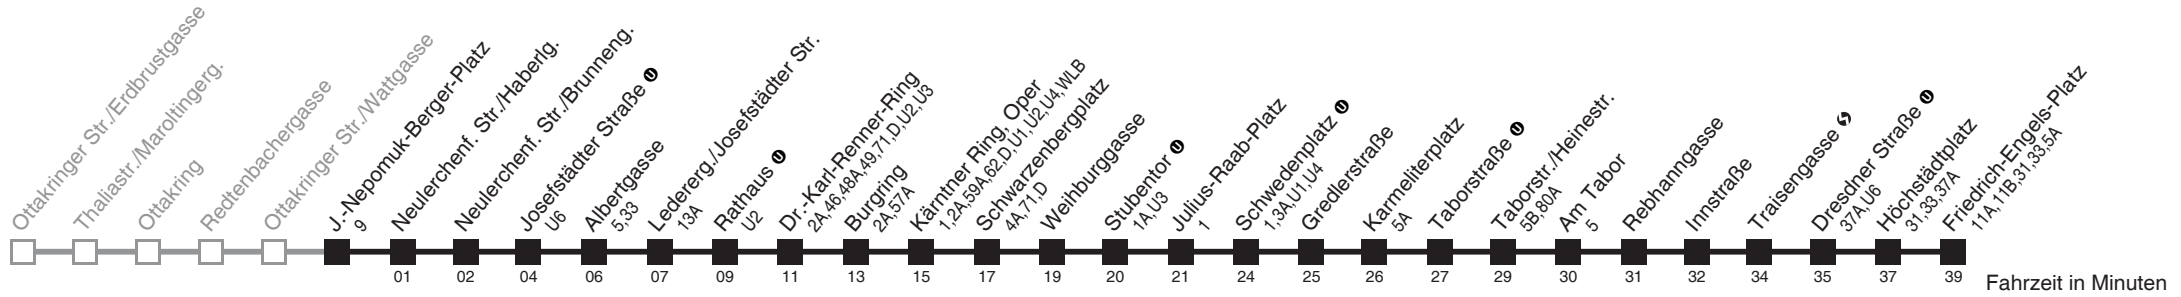 Ottakringer Str./Erdbrustgasse
Thaliastr./Maroltingerg.
Ottakring
Redtenbachergasse
Ottakringer Str./Wattgasse
J.-Nepomuk-Berger-Platz
9
Neulerchenf. Str./Haberlg.
01
Neulerchenf. Str./Brunneng.
02
Josefstädter Straße U
U6
04
Albertgasse
5,33
06
Ledererg./Josefstädter Str.
13A
07
Rathaus U
U2
09
Dr.-Karl-Renner-Ring
2A,46,48A,49,71,D,U2,U3
11
Burgring
2A,57A
13
Kärntner Ring, Oper
1,2A,59A,62,D,U1,U2,U4,WLB
15
Schwarzenbergplatz
4A,71,D
17
Weihburggasse
19
Stubentor U
1A,U3
20
Julius-Raab-Platz
1
21
Schwedenplatz U
1,3A,U1,U4
24
Gredlerstraße
25
Karmeliterplatz
5A
26
Taborstraße U
27
Taborstr./Heinestr.
5B,80A
29
Am Tabor
5
30
Rebhanngasse
31
Innstraße
32
Traisengasse
34
Dresdner Straße U
37A,U6
35
Höchstädtplatz
31,33,37A
37
Friedrich-Engels-Platz
11A,11B,31,33,5A
39
Fahrzeit in Minuten